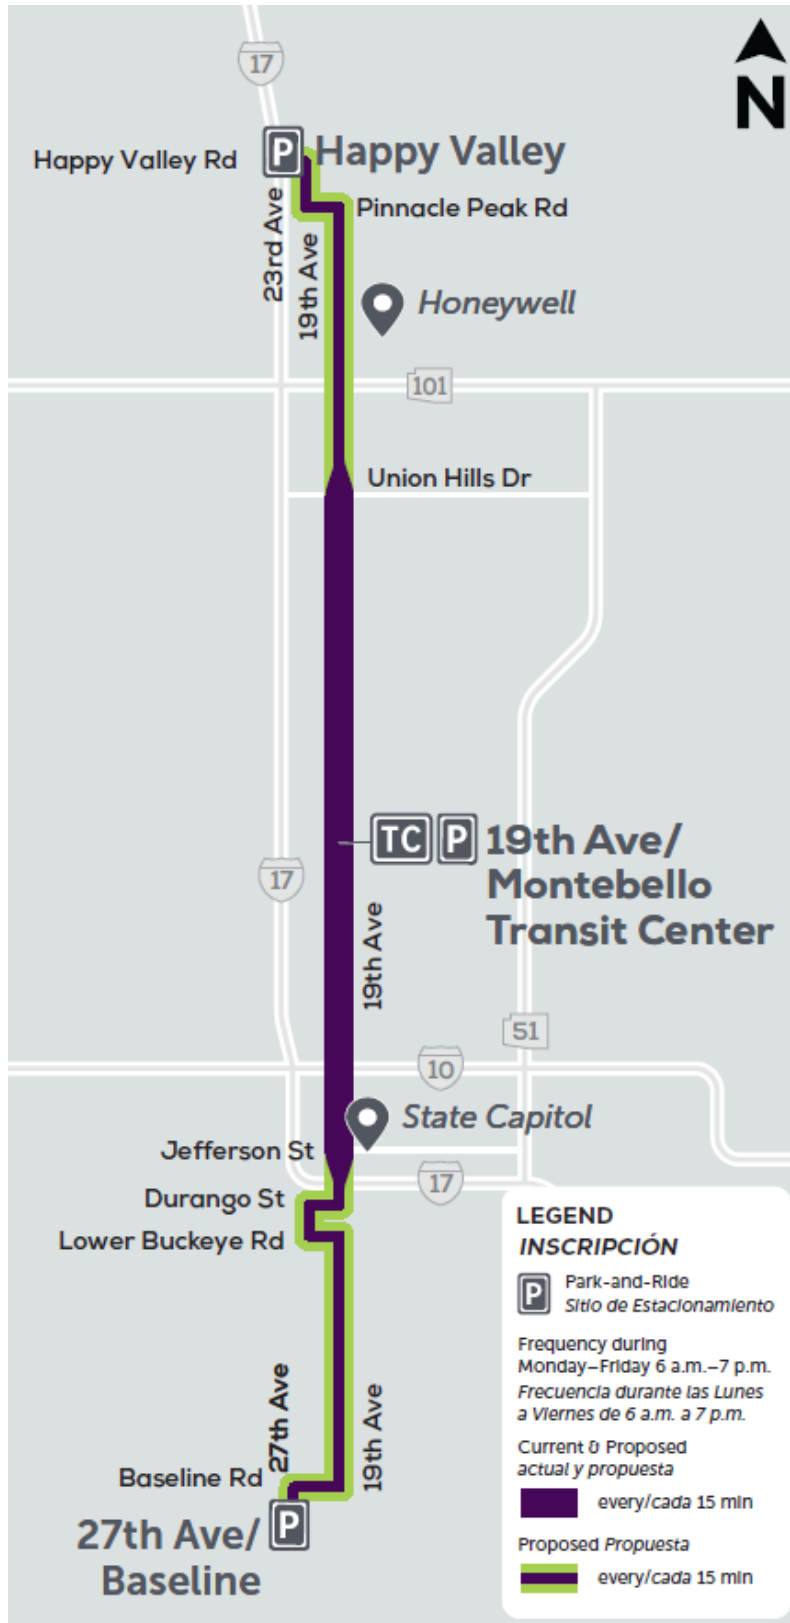 17
N
P
Happy Valley
Happy Valley Rd
Pinnacle Peak Rd
23rd Ave
19th Ave
Honeywell
101
Union Hills Dr
TC P
19th Ave/
Montebello
Transit Center
17
19th Ave
51
10
State Capitol
Jefferson St
17
Durango St
Lower Buckeye Rd
27th Ave
19th Ave
Baseline Rd
P
27th Ave/
Baseline
LEGEND
INSCRIPCIÓN
P
Park-and-Ride
Sitio de Estacionamiento
Frequency during
Monday–Friday 6 a.m.–7 p.m.
Frecuencia durante las Lunes
a Viernes de 6 a.m. a 7 p.m.
Current & Proposed
actual y propuesta
every/cada 15 min
Proposed Propuesta
every/cada 15 min